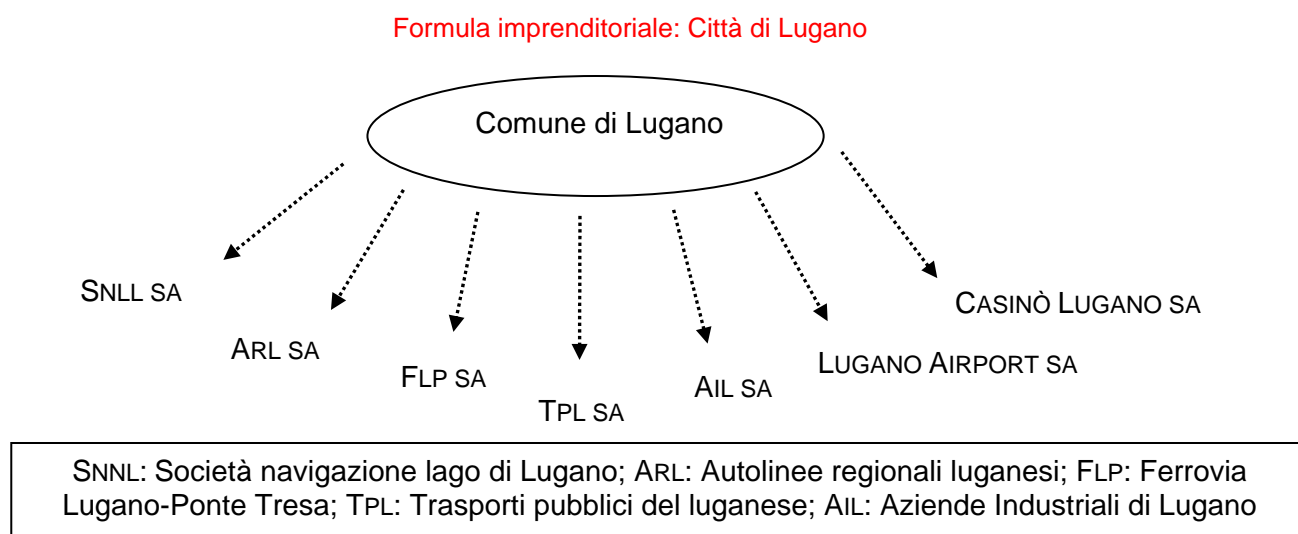 Formula imprenditoriale: Città di Lugano
Comune di Lugano
SNLL SA
ARL SA
FLP SA
TPL SA
AIL SA
LUGANO AIRPORT SA
CASINÒ LUGANO SA
SNNL: Società navigazione lago di Lugano; ARL: Autolinee regionali luganesi; FLP: Ferrovia
Lugano-Ponte Tresa; TPL: Trasporti pubblici del luganese; AIL: Aziende Industriali di Lugano